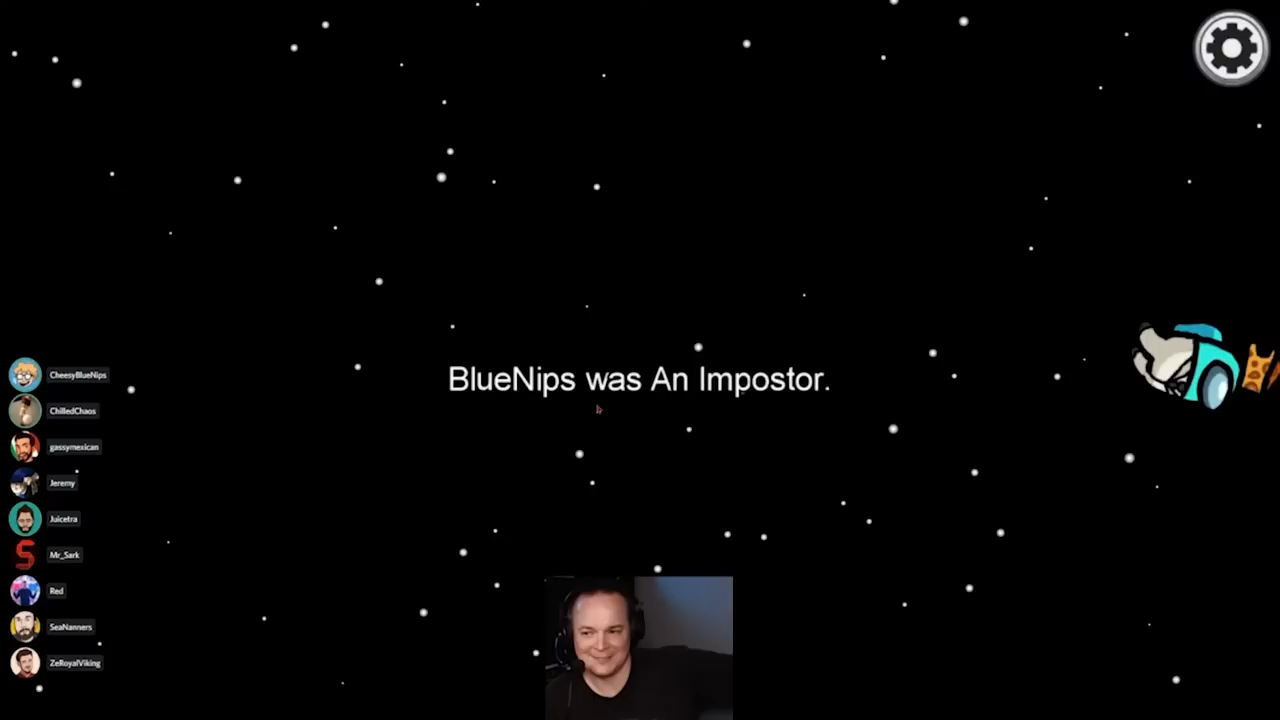 BlueNips was An Impostor.
CheesyBlueNips
ChilledChaos
gassymexican
Jeremy
Juicetra
Mr_Sark
Red
SeaNanners
ZeRoyalViking